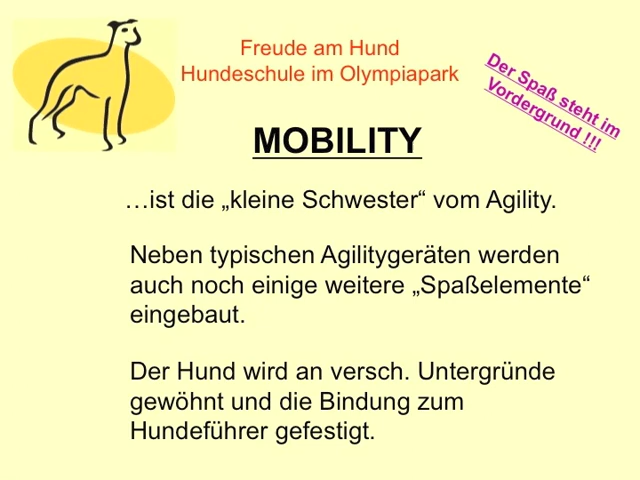 Freude am Hund
Hundeschule im Olympiapark
Der Spaß steht im
Vordergrund !!!
MOBILITY
…ist die „kleine Schwester“ vom Agility.
Neben typischen Agilitygeräten werden
auch noch einige weitere „Spaßelemente“
eingebaut.
Der Hund wird an versch. Untergründe
gewöhnt und die Bindung zum
Hundeführer gefestigt.